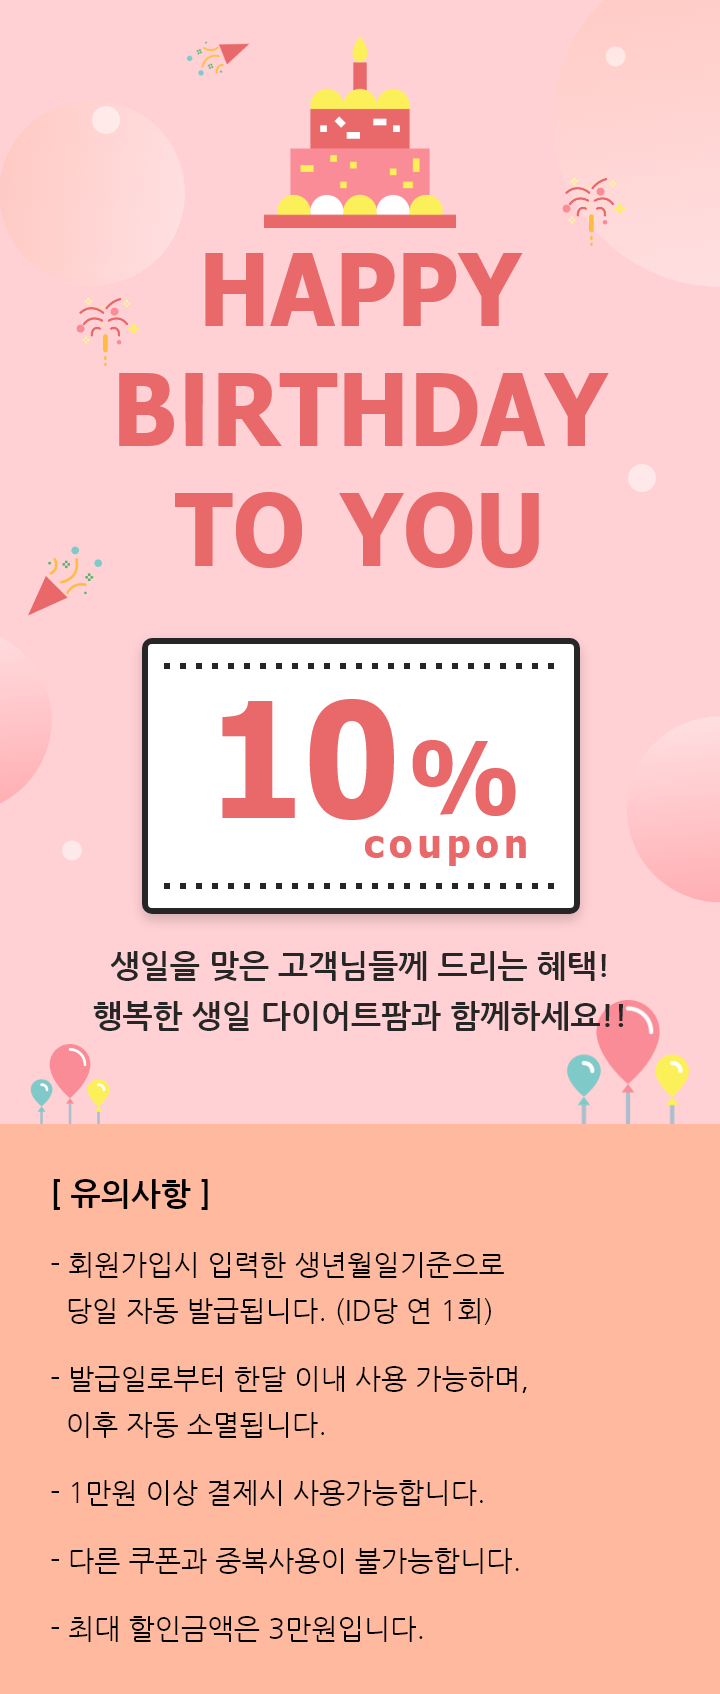 HAPPY
BIRTHDAY
TO YOU
10%
coupon
생일을 맞은 고객님들께 드리는 혜택!
행복한 생일 다이어트팜과 함께하세요!!
[ 유의사항 ]
- 회원가입시 입력한 생년월일기준으로
당일 자동 발급됩니다. (ID당 연 1회)
- 발급일로부터 한달 이내 사용 가능하며,
이후 자동 소멸됩니다.
- 1만원 이상 결제시 사용가능합니다.
- 다른 쿠폰과 중복사용이 불가능합니다.
- 최대 할인금액은 3만원입니다.